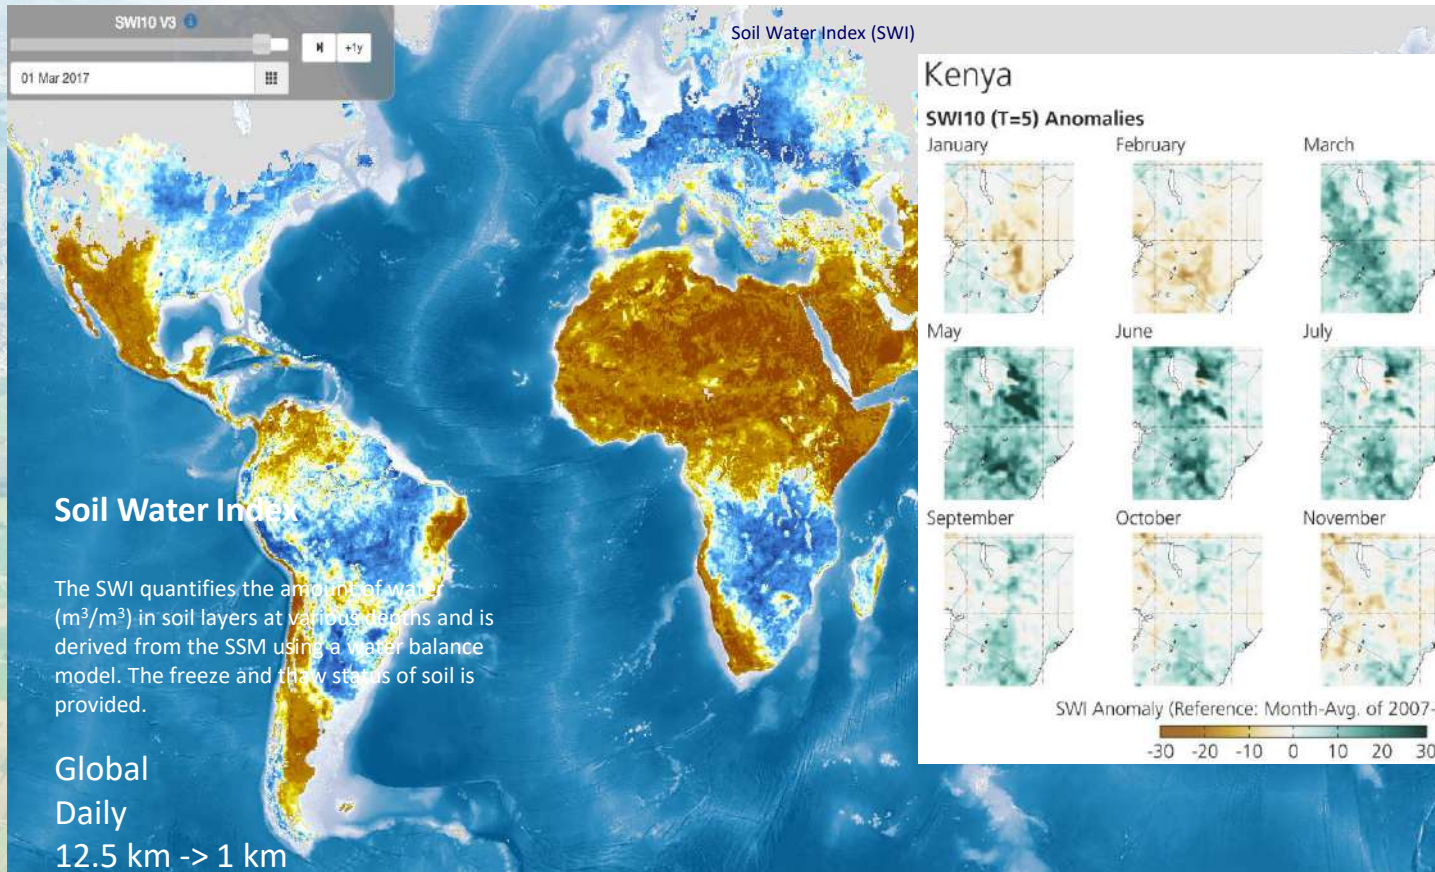 SWI10 V3
+1y
01 Mar 2017
Soil Water Index (SWI)
Kenya
SWI10 (T=5) Anomalies
January February March
May June July
September October November
SWI Anomaly (Reference: Month-Avg. of 2007-
-30 -20 -10 0 10 20 30
Soil Water Index
The SWI quantifies the amount of water
(m³/m³) in soil layers at various depths and is
derived from the SSM using a water balance
model. The freeze and thaw status of soil is
provided.
Global
Daily
12.5 km -> 1 km